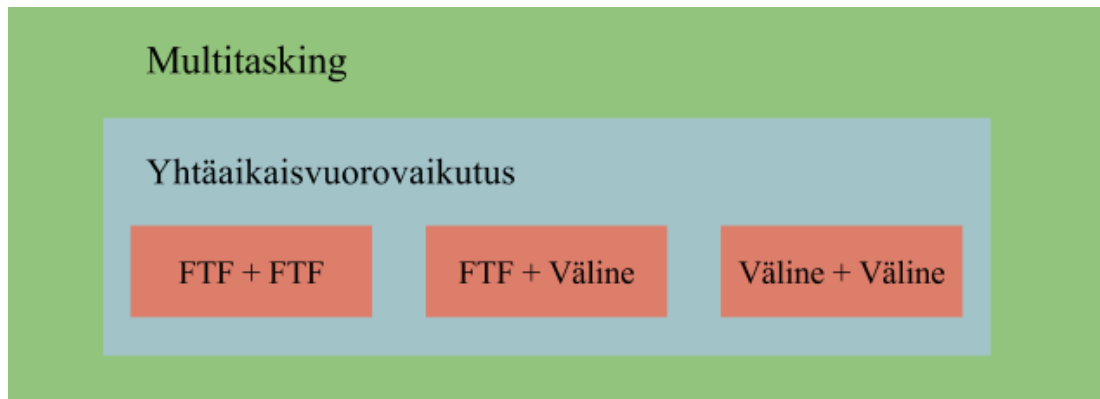 Multitasking
Yhtäaikaisvuorovaikutus
FTF + FTF
FTF + Väline
Väline + Väline